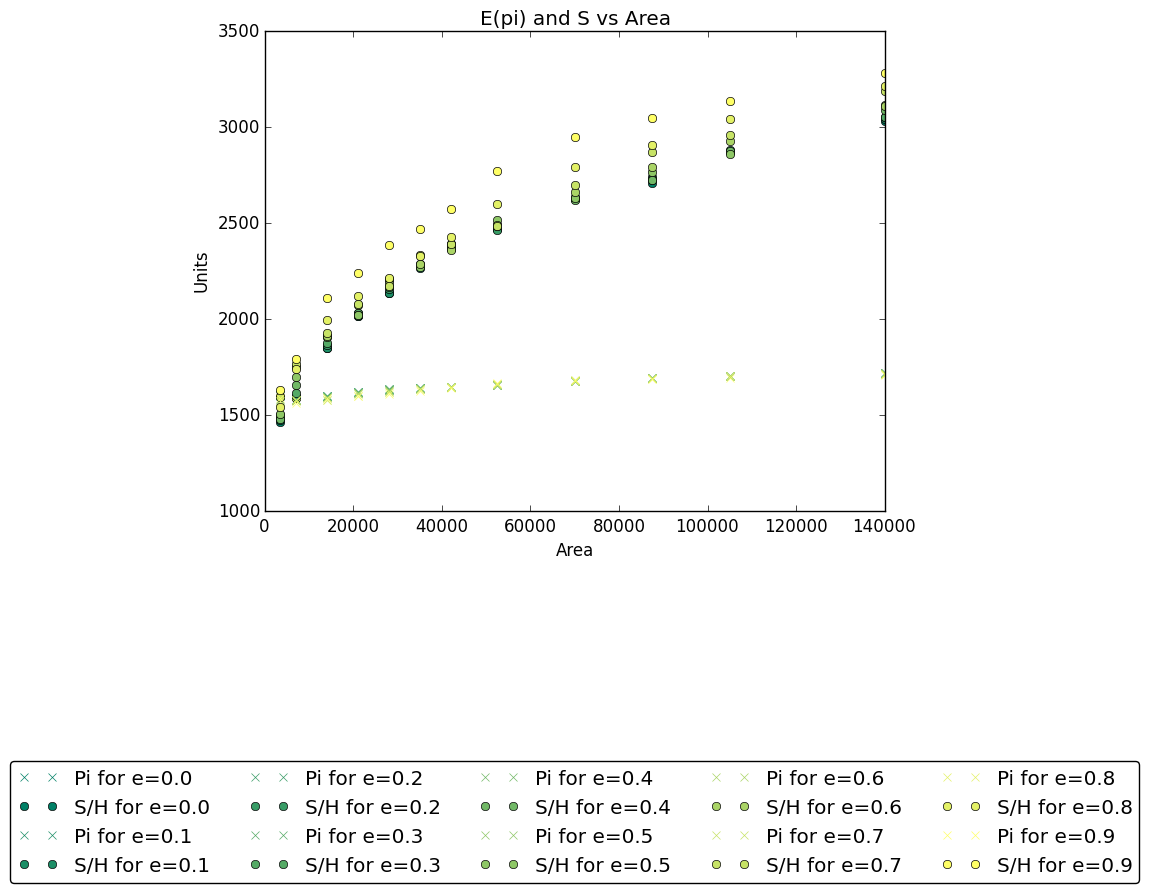 E(pi) and S vs Area
3500
3000
2500
2000
1500
1000
Units
0 20000 40000 60000 80000 100000 120000 140000
Area
Pi for e=0.0 Pi for e=0.2 Pi for e=0.4 Pi for e=0.6 Pi for e=0.8
S/H for e=0.0 S/H for e=0.2 S/H for e=0.4 S/H for e=0.6 S/H for e=0.8
Pi for e=0.1 Pi for e=0.3 Pi for e=0.5 Pi for e=0.7 Pi for e=0.9
S/H for e=0.1 S/H for e=0.3 S/H for e=0.5 S/H for e=0.7 S/H for e=0.9